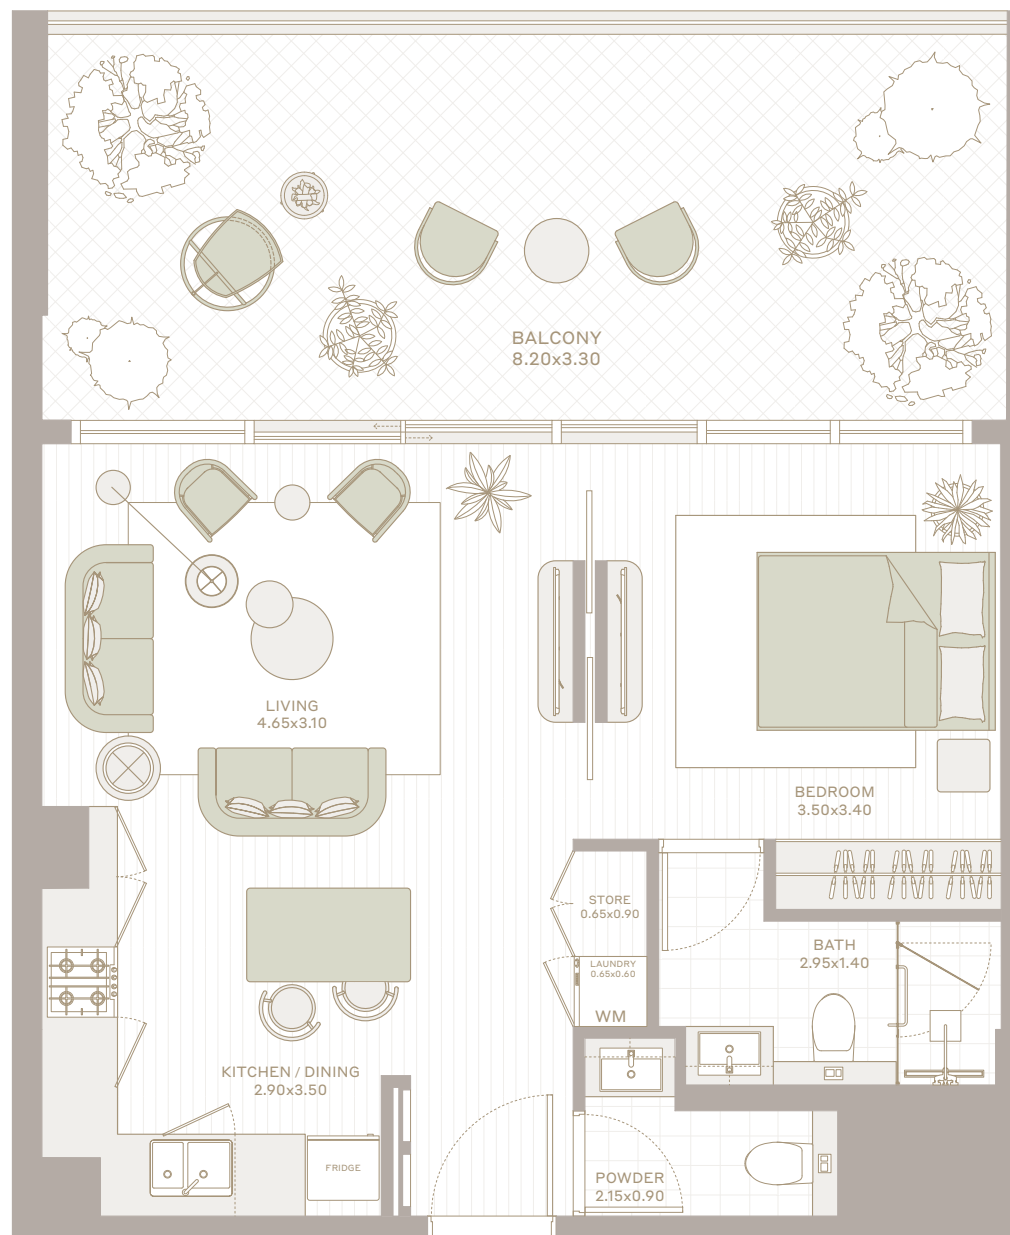 BALCONY
8.20x3.30
LIVING
4.65x3.10
BEDROOM
3.50x3.40
STORE
0.65x0.90
BATH
2.95x1.40
LAUNDRY
0.65x0.60
WM
KITCHEN / DINING
2.90x3.50
FRIDGE
POWDER
2.15x0.90